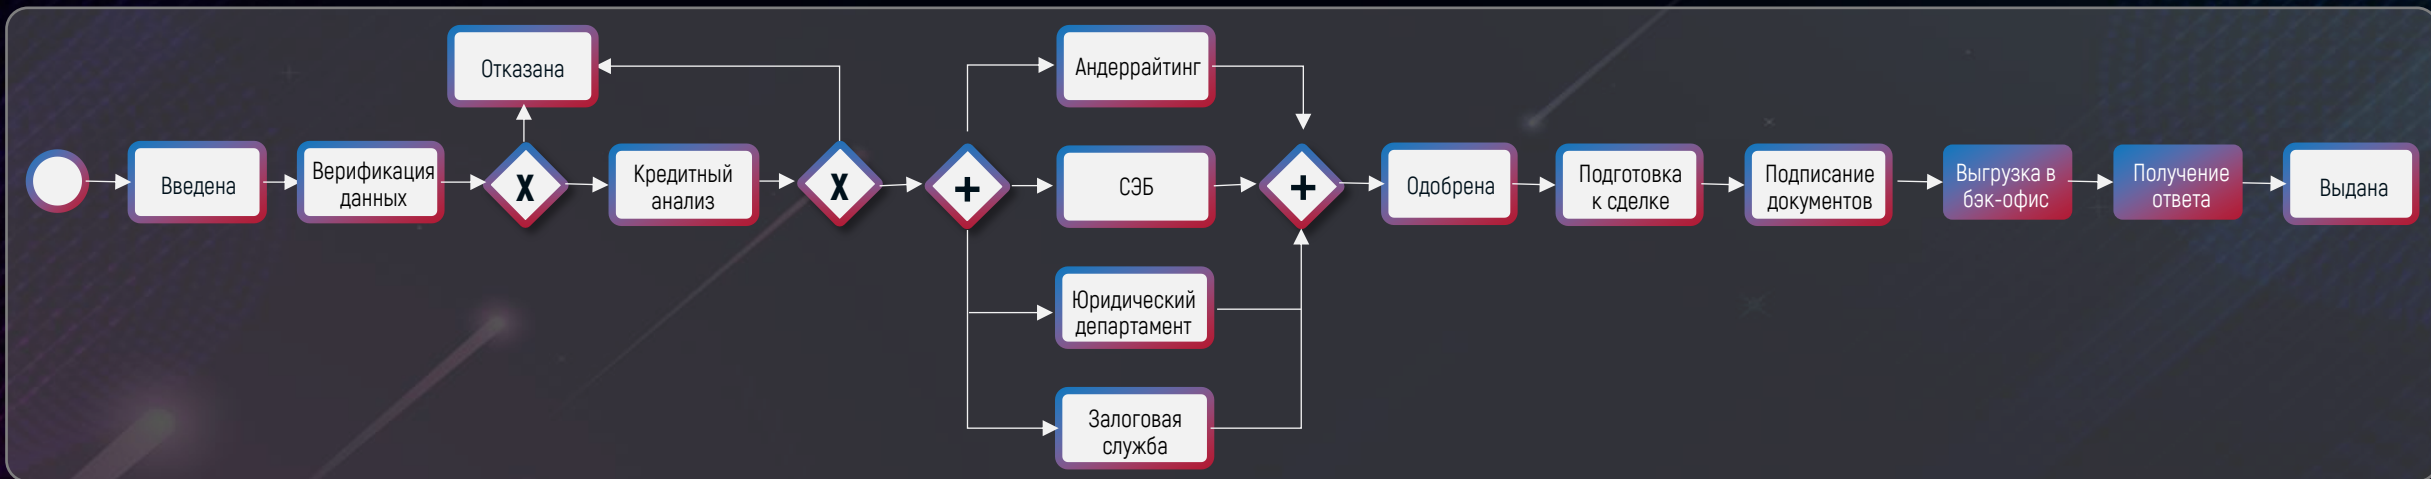 Отказана
Введена
Верификация
данных
X
Кредитный
анализ
X
+
Андеррайтинг
СЭБ
Юридический
департамент
Залоговая
служба
+
Одобрена
Подготовка
к сделке
Подписание
документов
Выгрузка в
бэк-офис
Получение
ответа
Выдана